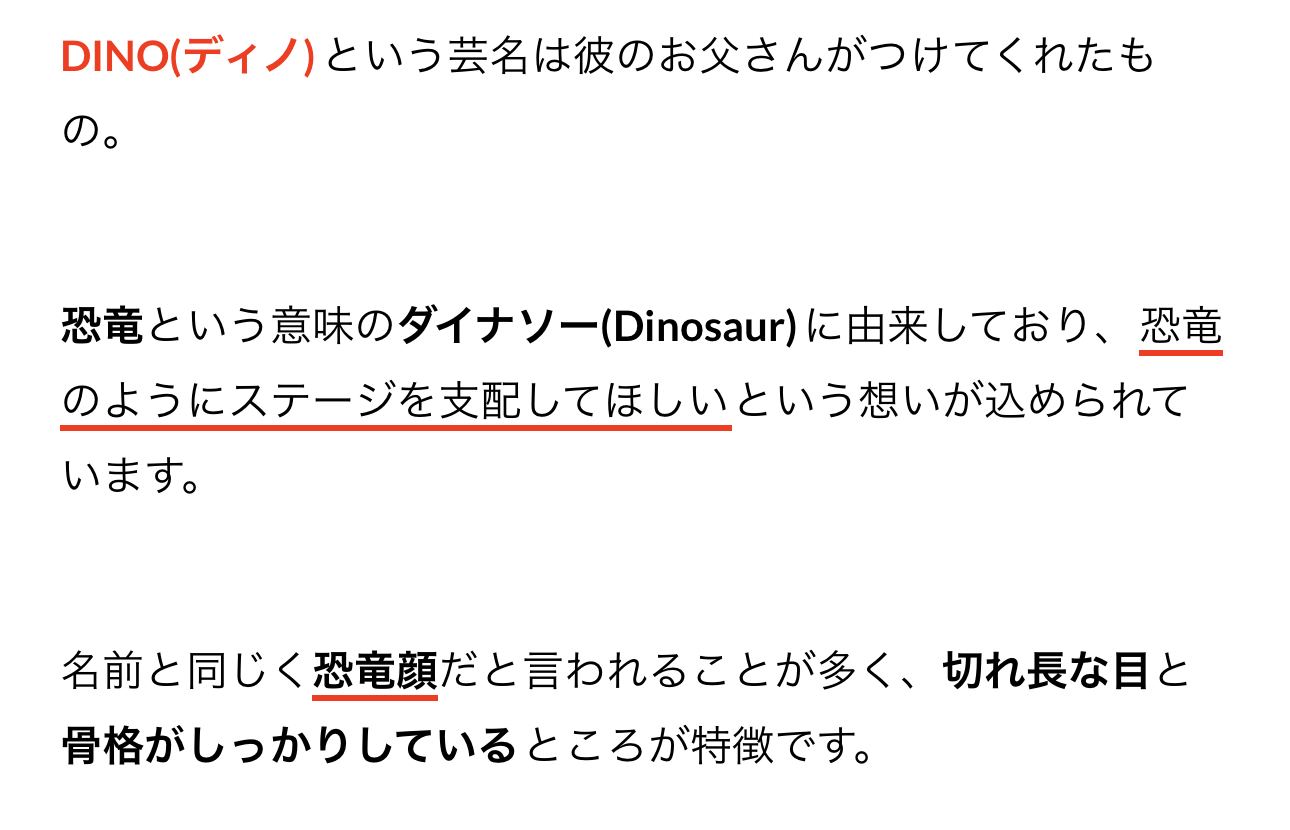 DINO(ディノ)という芸名は彼のお父さんがつけてくれたも
の。
恐竜という意味のダイナソー(Dinosaur)に由来しており、恐竜
のようにステージを支配してほしいという想いが込められて
います。
名前と同じく恐竜顔だと言われることが多く、切れ長な目と
骨格がしっかりしているところが特徴です。